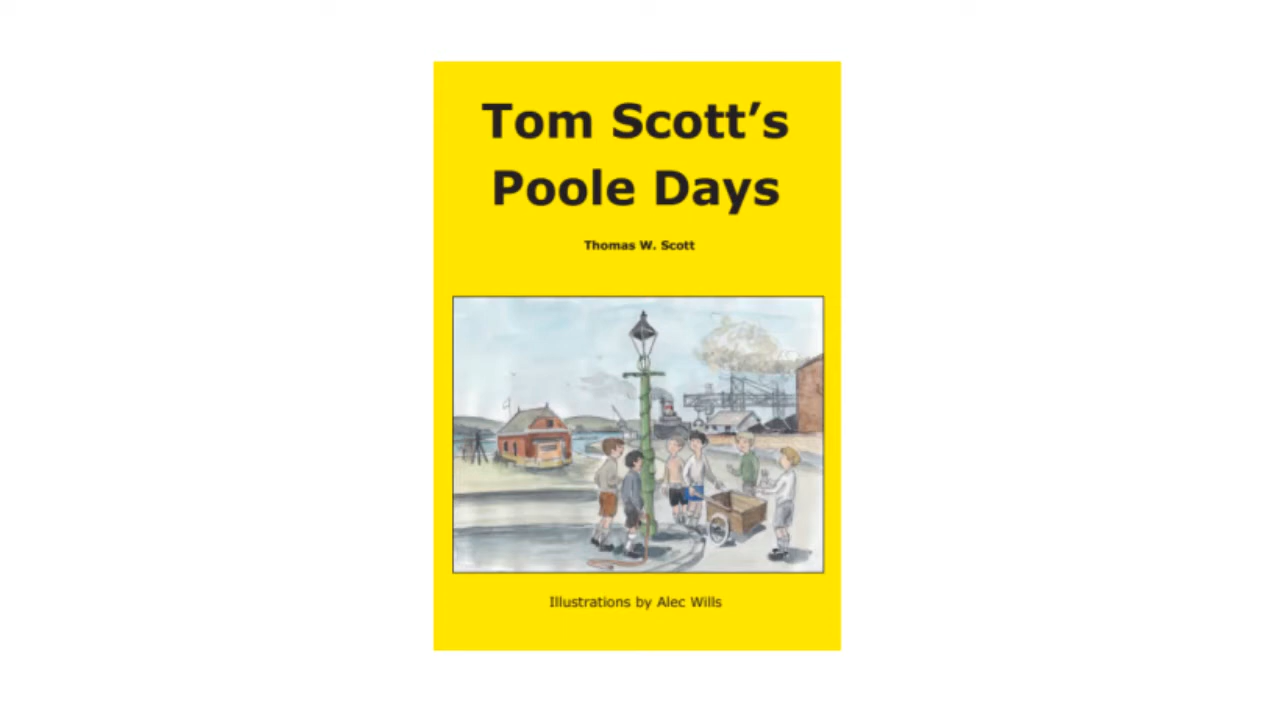 Tom Scott’s
Poole Days
Thomas W. Scott
Illustrations by Alec Wills